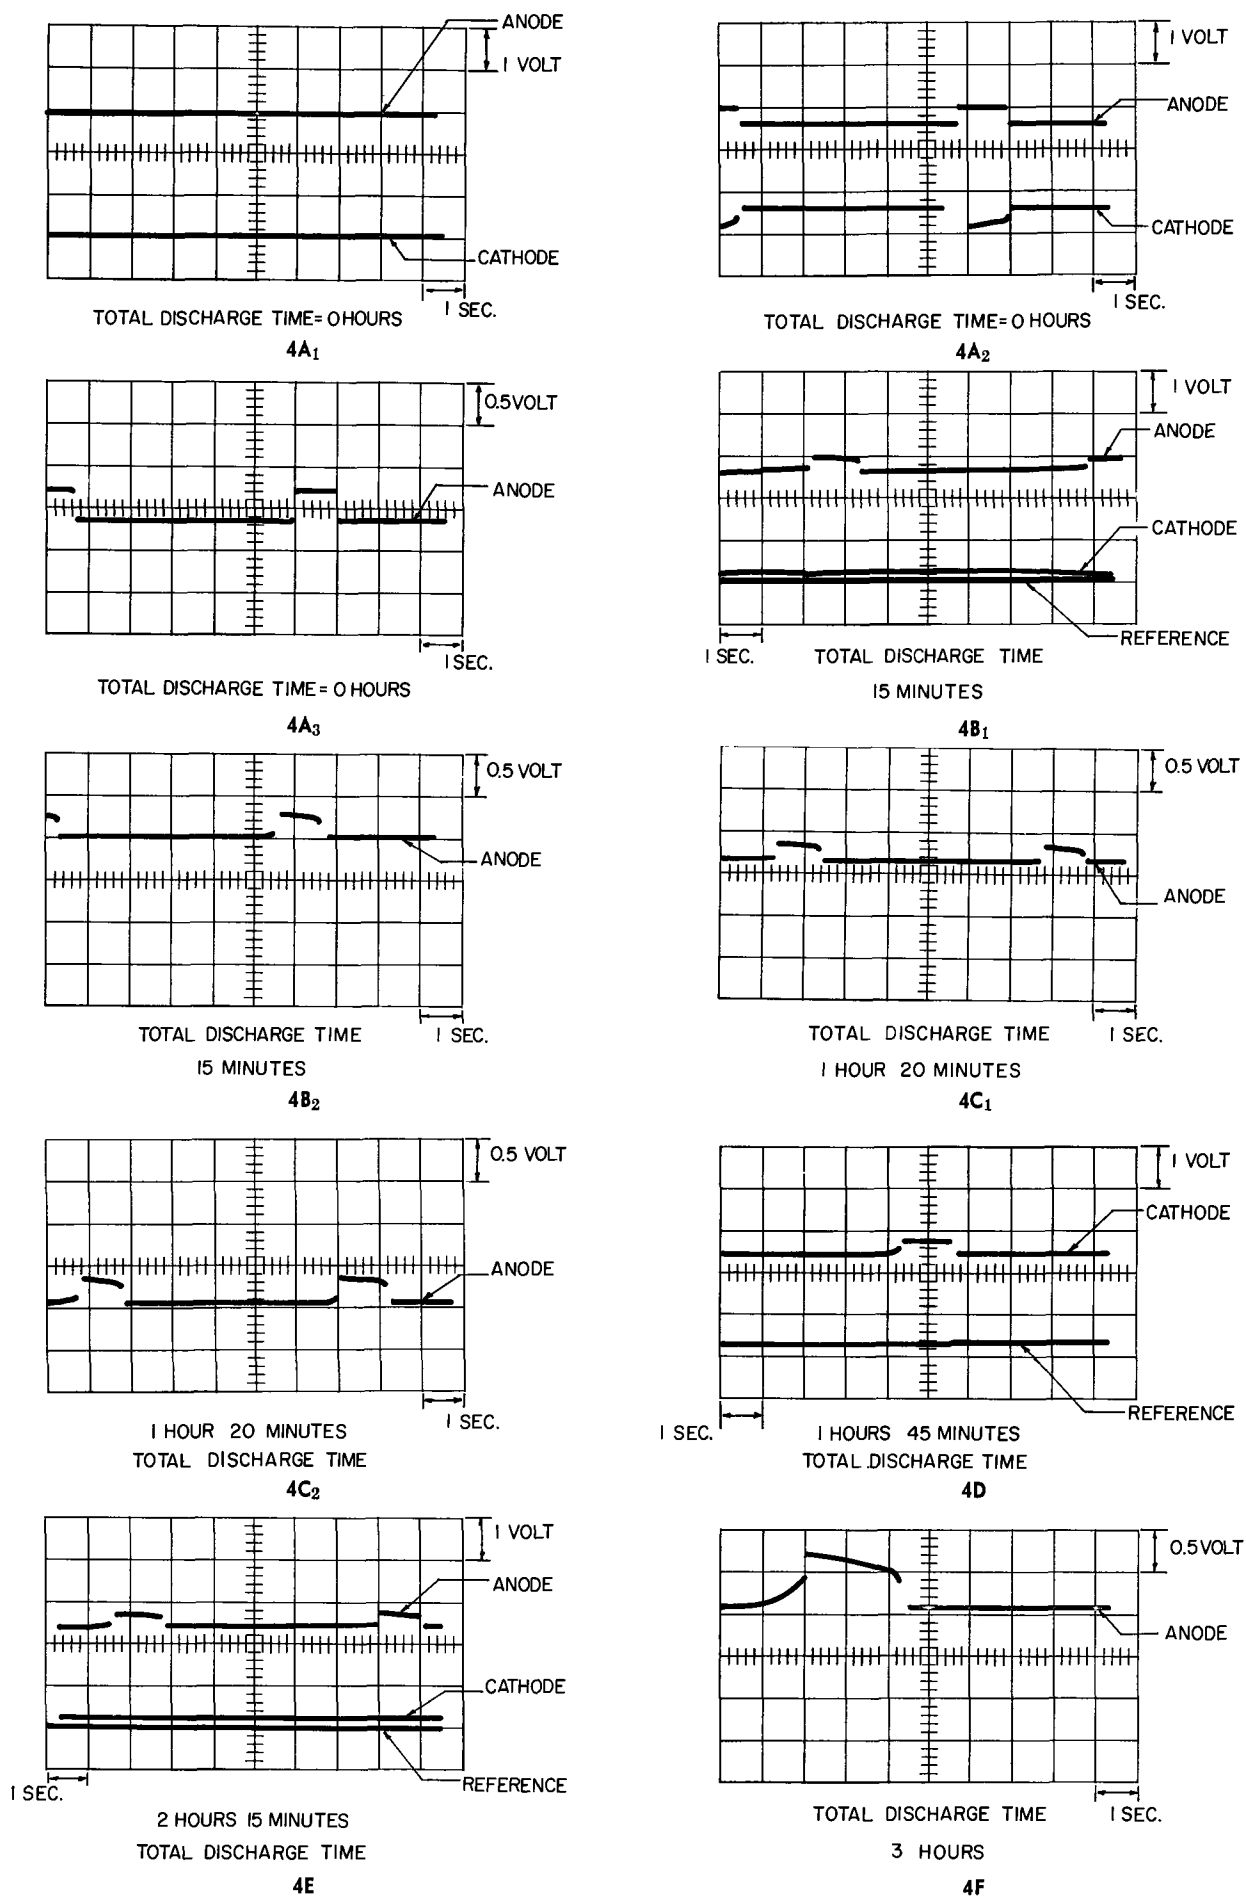 ANODE
1 VOLT
CATHODE
1 SEC.
TOTAL DISCHARGE TIME = 0 HOURS
4A1
1 VOLT
ANODE
CATHODE
1 SEC.
TOTAL DISCHARGE TIME = 0 HOURS
4A2
0.5 VOLT
ANODE
1 SEC.
TOTAL DISCHARGE TIME = 0 HOURS
4A3
1 VOLT
ANODE
CATHODE
REFERENCE
1 SEC.
TOTAL DISCHARGE TIME
15 MINUTES
4B1
0.5 VOLT
ANODE
TOTAL DISCHARGE TIME
1 SEC.
15 MINUTES
4B2
0.5 VOLT
ANODE
TOTAL DISCHARGE TIME
1 SEC.
1 HOUR 20 MINUTES
4C1
0.5 VOLT
ANODE
1 SEC.
1 HOUR 20 MINUTES
TOTAL DISCHARGE TIME
4C2
1 VOLT
CATHODE
REFERENCE
1 SEC.
1 HOURS 45 MINUTES
TOTAL DISCHARGE TIME
4D
1 VOLT
ANODE
CATHODE
REFERENCE
1 SEC.
2 HOURS 15 MINUTES
TOTAL DISCHARGE TIME
4E
0.5 VOLT
ANODE
TOTAL DISCHARGE TIME
1 SEC.
3 HOURS
4F